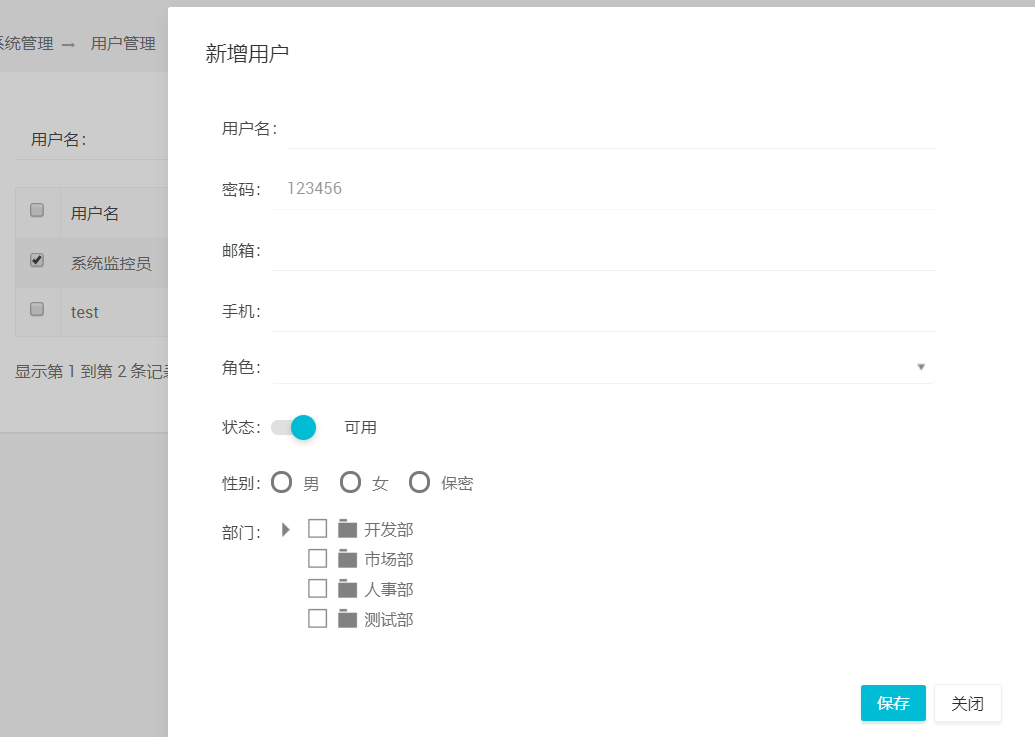 系统管理 → 用户管理
用户名：
用户名
系统监控员
test
显示第 1 到第 2 条记录
新增用户
用户名：
密码： 123456
邮箱：
手机：
角色：
状态： 可用
性别： 男 女 保密
部门： 开发部
市场部
人事部
测试部
保存 关闭